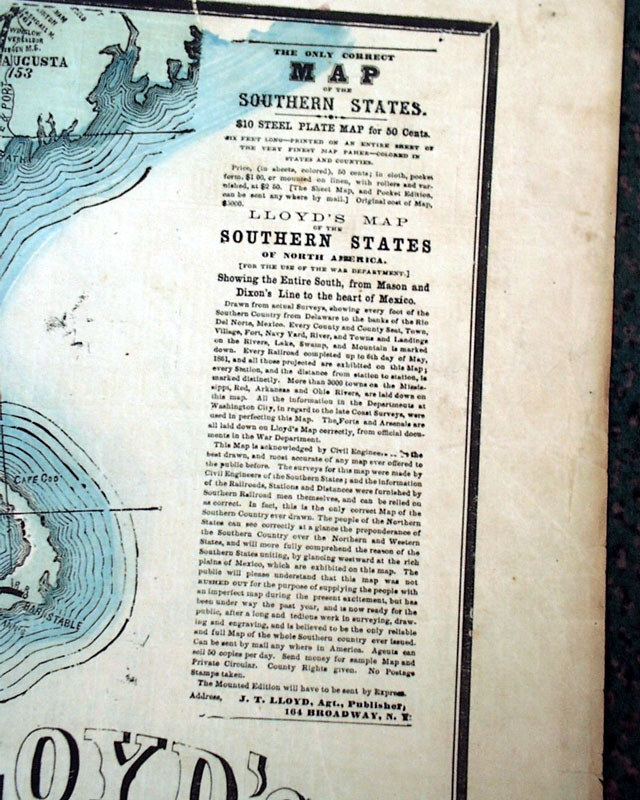 WINSLOW
AUGUSTA
153
THE ONLY CORRECT
MAP
OF THE
SOUTHERN STATES.
$10 STEEL PLATE MAP for 50 Cents.
SIX FEET LONG—PRINTED ON AN ENTIRE SHEET OF
THE VERY FINEST MAP PAPER—COLORED IN
STATES AND COUNTIES.
Price, (in sheets, colored), 50 cents; in cloth, pocket
form, $1 00, or mounted on linen, with rollers and var-
nished, at $2 50. [The Sheet Map, and Pocket Edition,
can be sent any where by mail.] Original cost of Map,
$5000.
LLOYD'S MAP
OF THE
SOUTHERN STATES
OF NORTH AMERICA.
[FOR THE USE OF THE WAR DEPARTMENT.]
Showing the Entire South, from Mason and
Dixon's Line to the heart of Mexico.
Drawn from actual Surveys, showing every foot of the
Southern Country from Delaware to the banks of the Rio
Del Norte, Mexico. Every County and County Seat, Town,
Village, Fort, Navy Yard, River, and Towns and Landings
on the Rivers, Lake, Swamp, and Mountain is marked
down. Every Railroad completed up to 6th day of May,
1861, and all those projected are exhibited on this Map;
every Station, and the distance from station to station, is
marked distinctly. More than 3000 towns on the Missis-
sippi, Red, Arkansas and Ohio Rivers, are laid down on
this map. All the information in the Departments at
Washington City, in regard to the late Coast Surveys, were
used in perfecting this Map. The Forts and Arsenals are
all laid down on Lloyd's Map correctly, from official docu-
ments in the War Department.
This Map is acknowledged by Civil Engineers the
best drawn, and most accurate of any map ever offered to
the public before. The surveys for this map were made by
Civil Engineers of the Southern States; and the information
of the Railroads, Stations and Distances were furnished by
Southern Railroad men themselves, and can be relied on
as correct. In fact, this is the only correct Map of the
Southern Country ever drawn. The people of the Northern
States can see correctly at a glance the preponderance of
the Southern Country over the Northern and Western
States, and will more fully comprehend the reason of the
Southern States uniting, by glancing westward at the rich
plains of Mexico, which are exhibited on this map. The
public will please understand that this map was not
RUSHED OUT for the purpose of supplying the people with
an imperfect map during the present excitement, but has
been under way the past year, and is now ready for the
public, after a long and tedious work in surveying, draw-
ing and engraving, and is believed to be the only reliable
and full Map of the whole Southern country ever issued.
Can be sent by mail any where in America. Agents can
sell 50 copies per day. Send money for sample Map and
Private Circular. County Rights given. No Postage
Stamps taken.
The Mounted Edition will have to be sent by Express.
Address, J. T. LLOYD, Agt., Publisher,
164 BROADWAY, N. Y.
CAPE COD
BARNSTABLE
LOYD'S